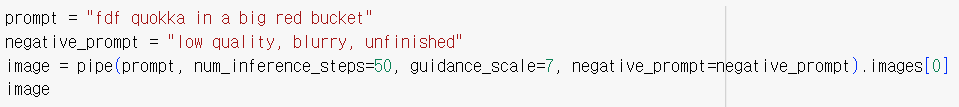 prompt = "fdf quokka in a big red bucket"
negative_prompt = "low quality, blurry, unfinished"
image = pipe(prompt, num_inference_steps=50, guidance_scale=7, negative_prompt=negative_prompt).images[0]
image